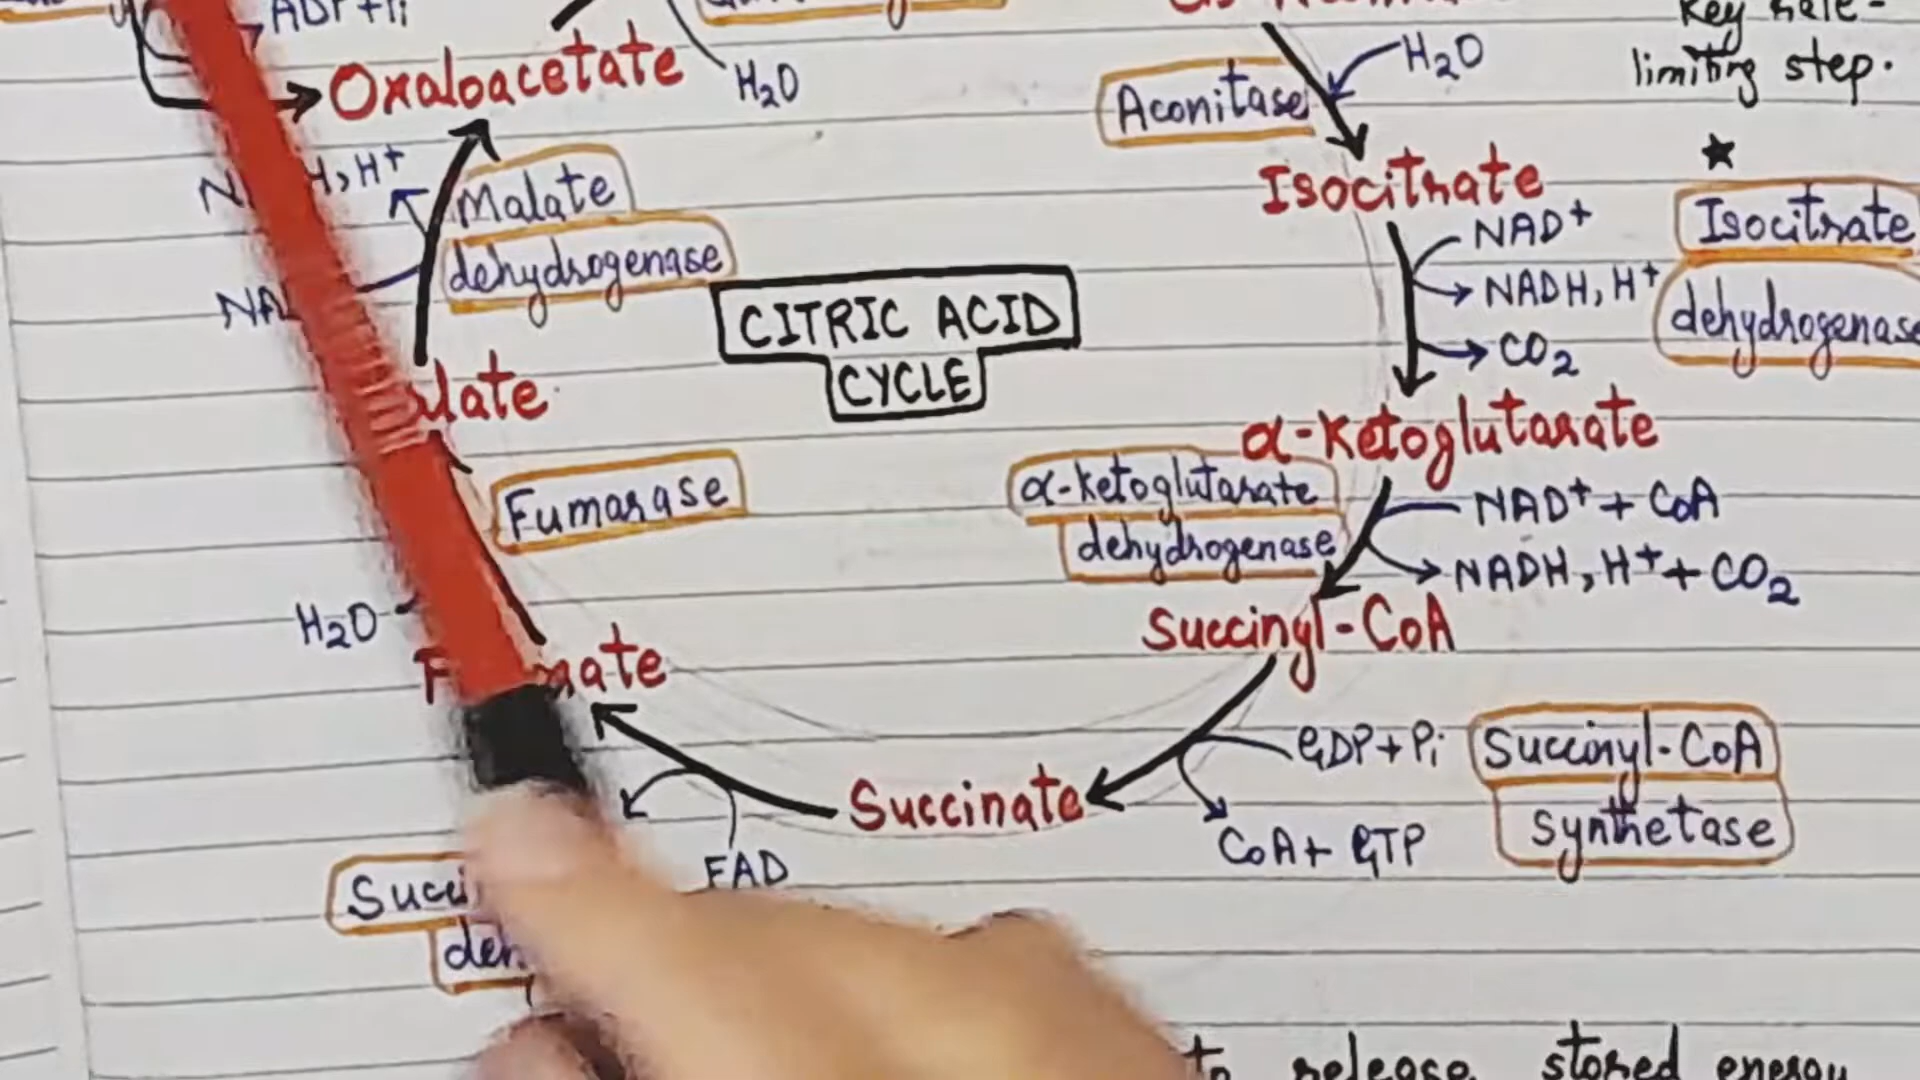 ADP+Pi
Key rate-
limiting step.
Oxaloacetate
H2O
Aconitase
H2O
H, H+
Malate
dehydrogenase
Isocitrate
★
NAD+
NADH, H+
CO2
Isocitrate
dehydrogenase
CITRIC ACID
CYCLE
α-Ketoglutarate
Fumarase
α-ketoglutarate
dehydrogenase
NAD+ + CoA
NADH, H+ + CO2
H2O
Succinyl-CoA
GDP+Pi
CoA+ GTP
Succinyl-CoA
synthetase
Succinate
FAD
to release stored energy